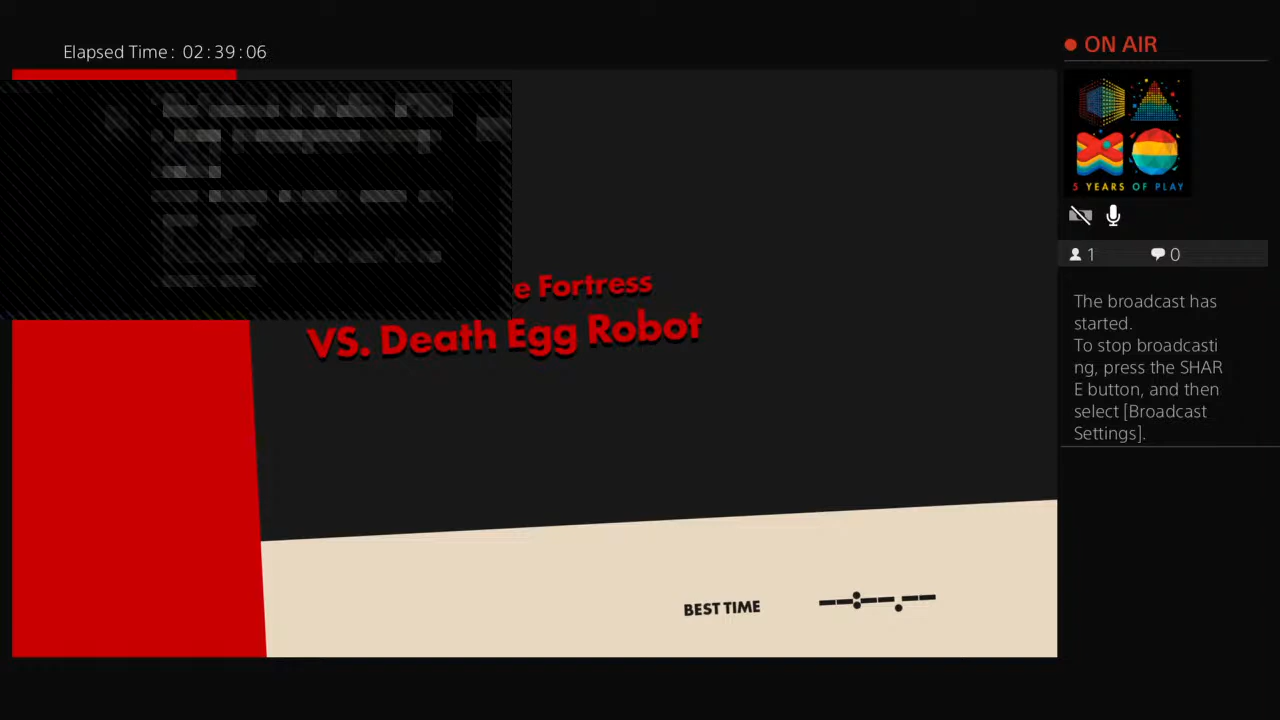 Elapsed Time: 02:39:06
ON AIR
5 YEARS OF PLAY
1
0
The broadcast has
started.
To stop broadcasti
ng, press the SHAR
E button, and then
select [Broadcast
Settings].
e Fortress
VS. Death Egg Robot
BEST TIME